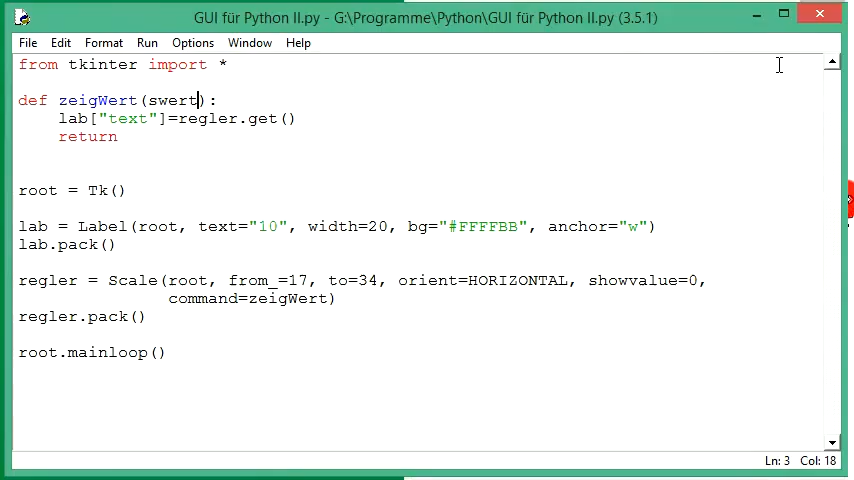 GUI für Python II.py - G:\Programme\Python\GUI für Python II.py (3.5.1)
File Edit Format Run Options Window Help
from tkinter import *
def zeigWert(swert):
    lab["text"]=regler.get()
    return
root = Tk()
lab = Label(root, text="10", width=20, bg="#FFFFBB", anchor="w")
lab.pack()
regler = Scale(root, from_=17, to=34, orient=HORIZONTAL, showvalue=0,
               command=zeigWert)
regler.pack()
root.mainloop()
Ln: 3 Col: 18